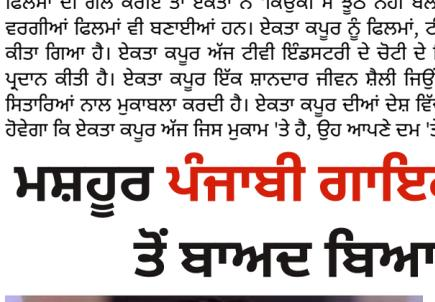 ਫਿਲਮਾਂ ਦੀ ਗੱਲ ਕਰੀਏ ਤਾਂ ਏਕਤਾ ਨੇ 'ਕਿਉਂਕੀ ਮੈਂ ਝੂਠ ਨਹੀਂ
ਵਰਗੀਆਂ ਫਿਲਮਾਂ ਵੀ ਬਣਾਈਆਂ ਹਨ। ਏਕਤਾ ਕਪੂਰ ਨੂੰ ਫਿਲਮਾਂ,
ਕੀਤਾ ਗਿਆ ਹੈ। ਏਕਤਾ ਕਪੂਰ ਅੱਜ ਟੀਵੀ ਇੰਡਸਟਰੀ ਦੇ ਚੋਟੀ ਦੇ
ਪ੍ਰਦਾਨ ਕੀਤੀ ਹੈ। ਏਕਤਾ ਕਪੂਰ ਇੱਕ ਸ਼ਾਨਦਾਰ ਜੀਵਨ ਸ਼ੈਲੀ
ਸਿਤਾਰਿਆਂ ਨਾਲ ਮੁਕਾਬਲਾ ਕਰਦੀ ਹੈ। ਏਕਤਾ ਕਪੂਰ ਦੀਆਂ ਦੇਸ਼
ਹੋਵੇਗਾ ਕਿ ਏਕਤਾ ਕਪੂਰ ਅੱਜ ਜਿਸ ਮੁਕਾਮ 'ਤੇ ਹੈ, ਉਹ ਆਪਣੇ ਦਮ
ਮਸ਼ਹੂਰ ਪੰਜਾਬੀ
ਤੋਂ ਬਾਅਦ